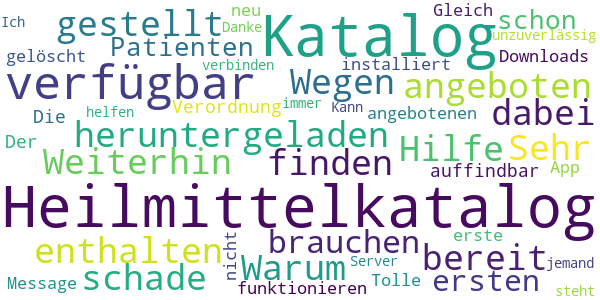 Ich gestellt neu Danke Katalog Gleich schon
gelöscht Patienten unzuverlässig
verfügbar verbinden installiert Wegen Downloads angeboten
Die helfen Verordnung immer Kann angebotenen dabei
Der heruntergeladen Hilfe Sehr
Weiterhin finden auffindbar App
Heilmittelkatalog
enthalten nicht brauchen bereit erste jemand
Message schade Warum Server Tolle ersten
funktionieren steht